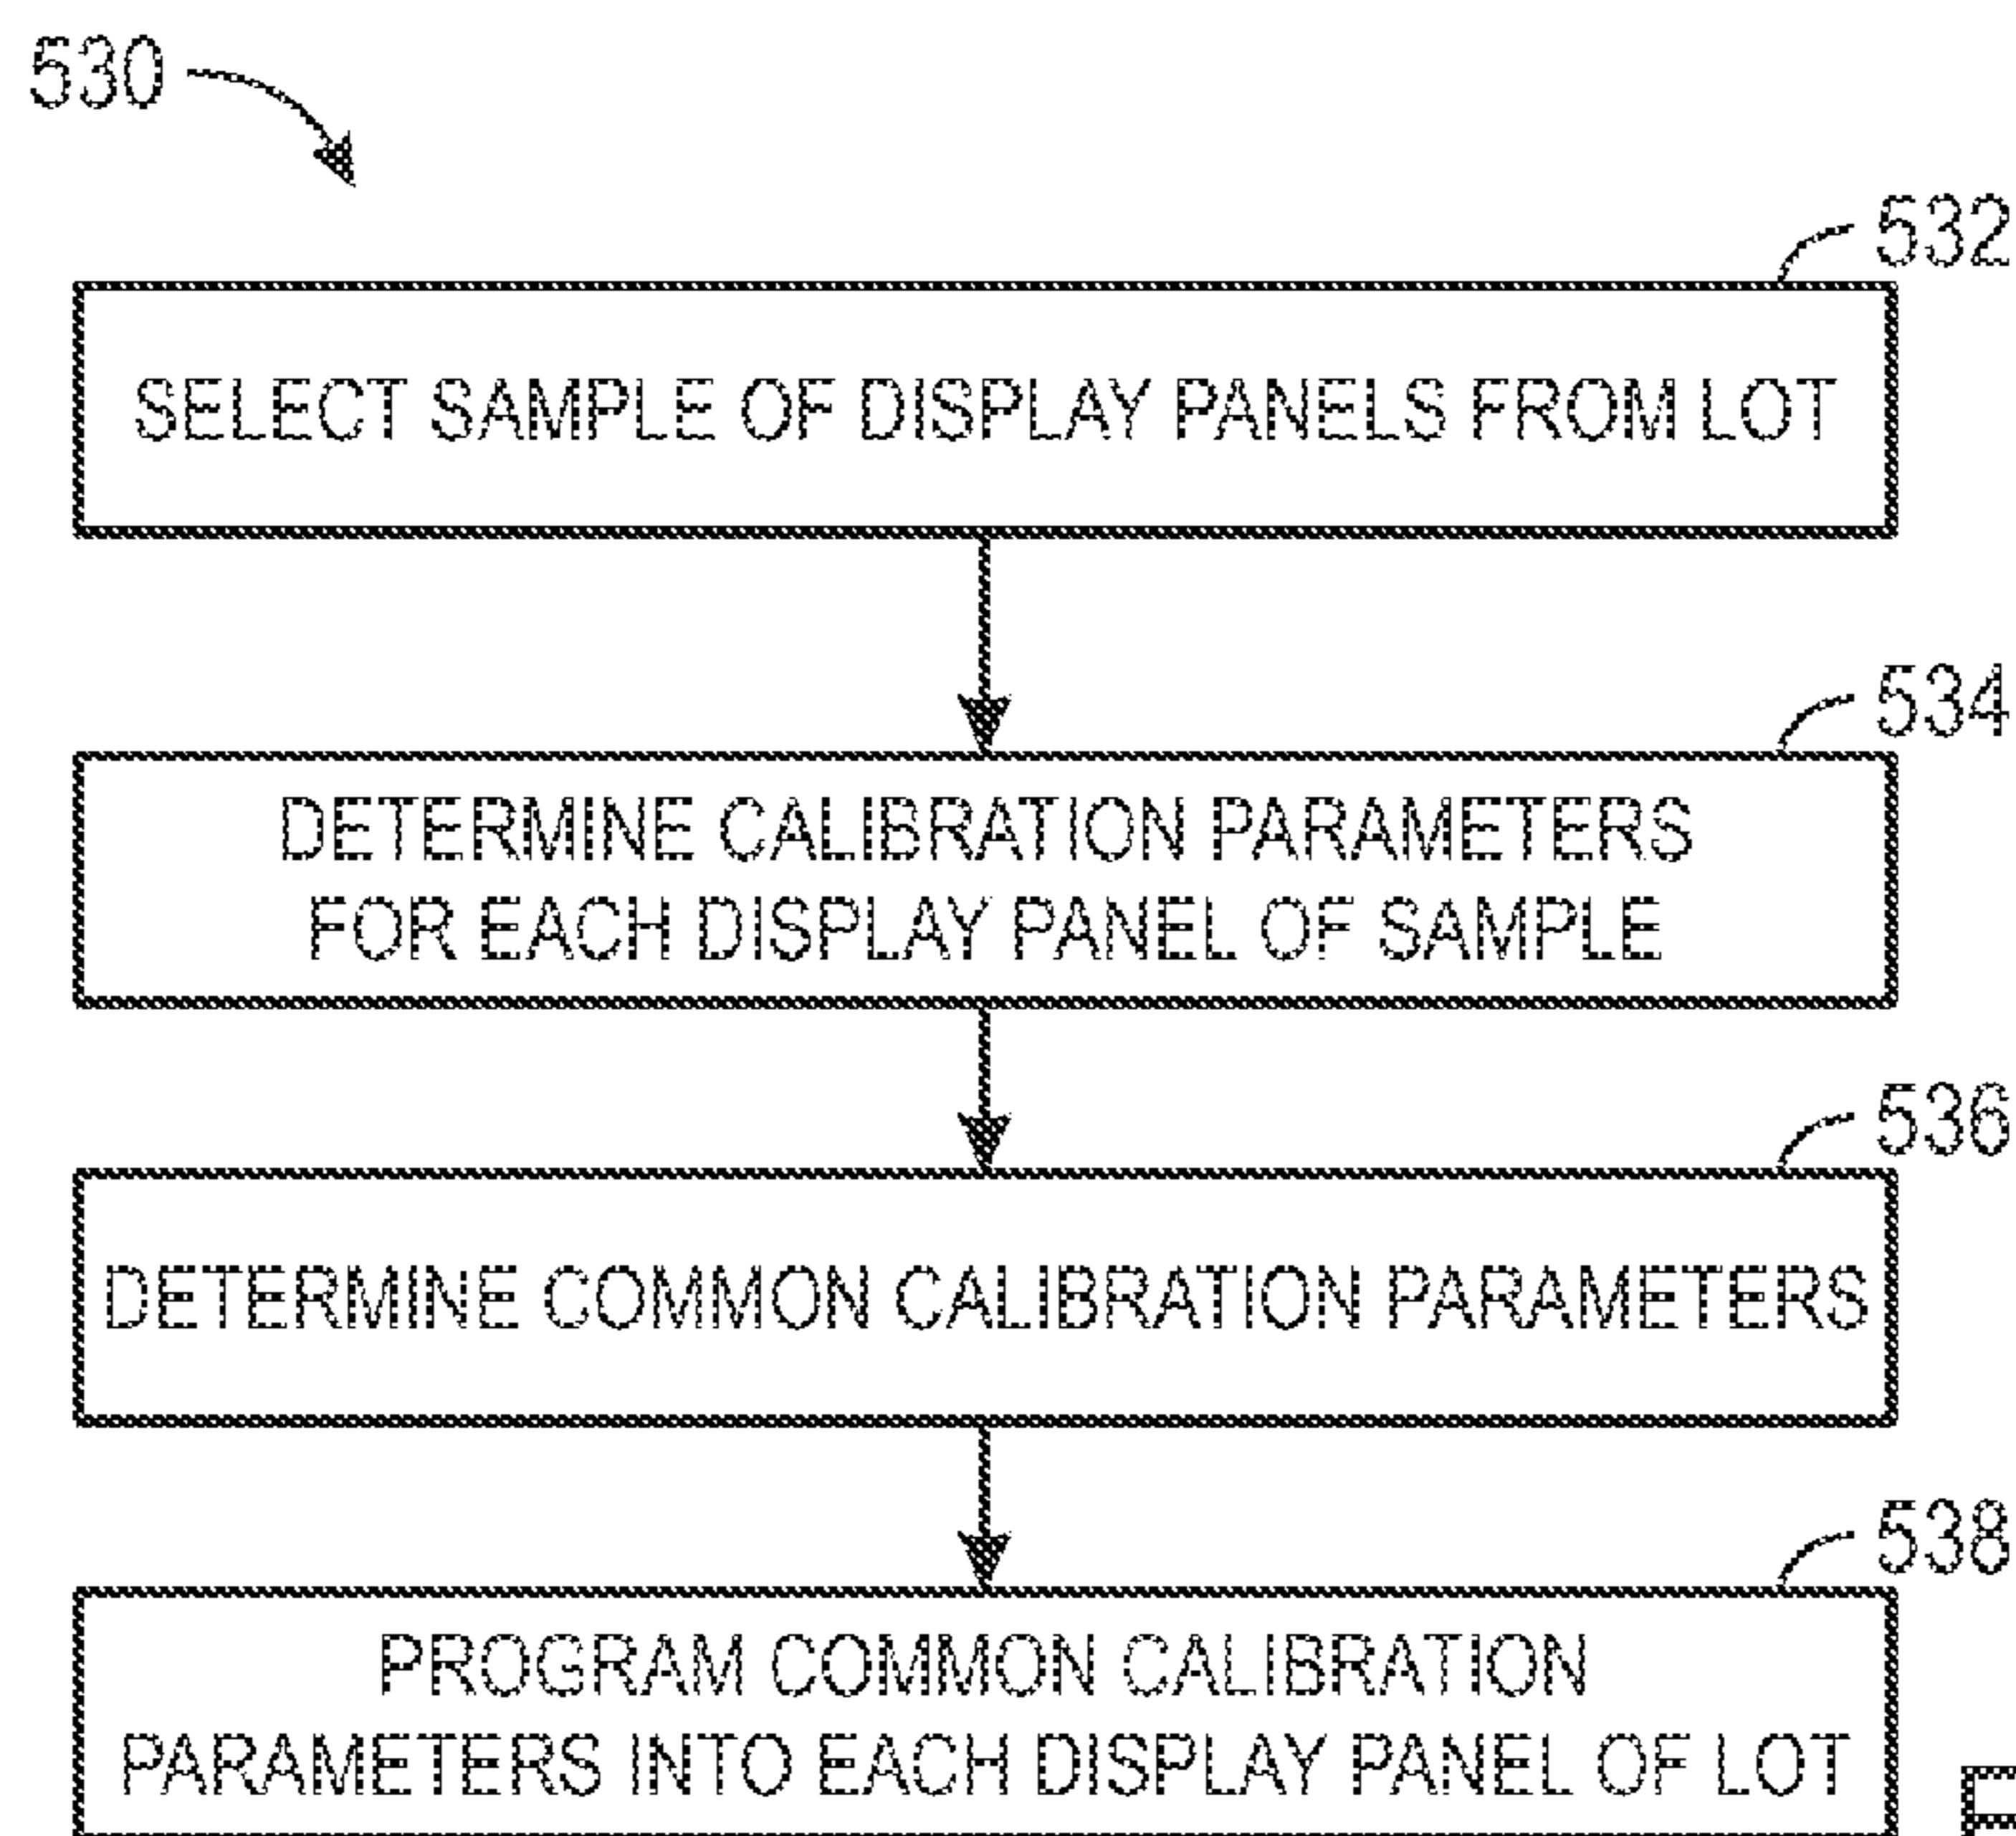 530
532
SELECT SAMPLE OF DISPLAY PANELS FROM LOT
534
DETERMINE CALIBRATION PARAMETERS
FOR EACH DISPLAY PANEL OF SAMPLE
536
DETERMINE COMMON CALIBRATION PARAMETERS
538
PROGRAM COMMON CALIBRATION
PARAMETERS INTO EACH DISPLAY PANEL OF LOT